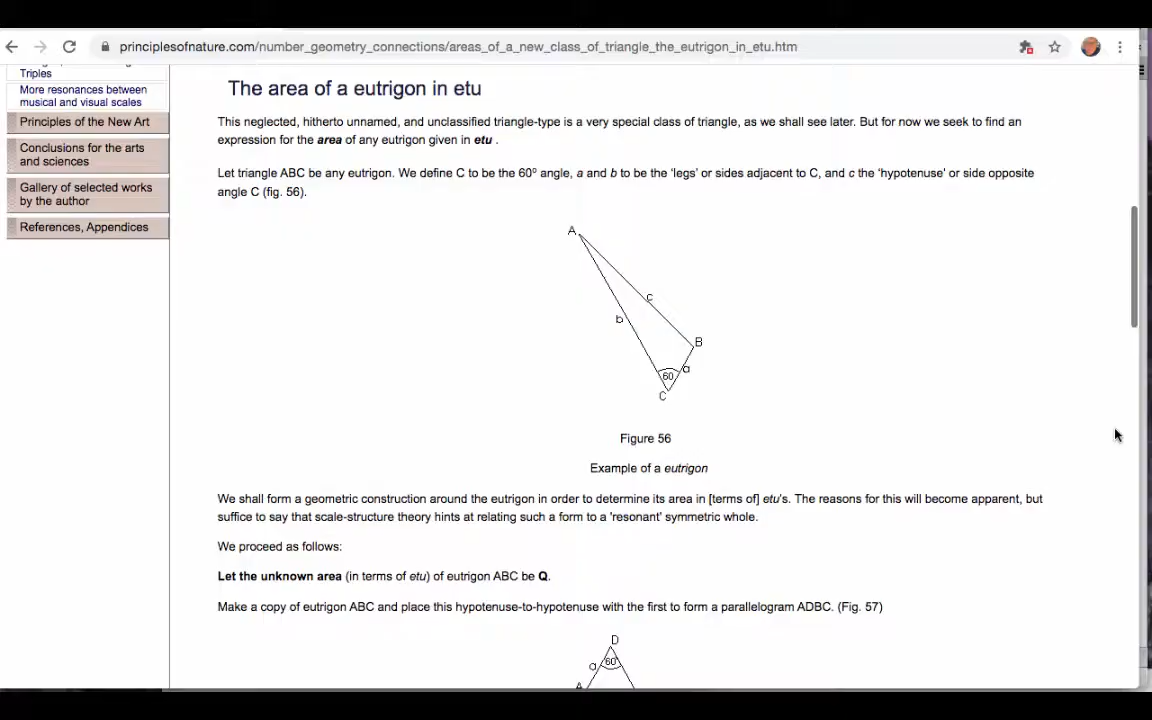 principlesofnature.com/number_geometry_connections/areas_of_a_new_class_of_triangle_the_eutrigon_in_etu.htm
Triples
More resonances between
musical and visual scales
Principles of the New Art
Conclusions for the arts
and sciences
Gallery of selected works
by the author
References, Appendices
The area of a eutrigon in etu
This neglected, hitherto unnamed, and unclassified triangle-type is a very special class of triangle, as we shall see later. But for now we seek to find an
expression for the area of any eutrigon given in etu .
Let triangle ABC be any eutrigon. We define C to be the 60º angle, a and b to be the 'legs' or sides adjacent to C, and c the 'hypotenuse' or side opposite
angle C (fig. 56).
A
c
b
B
60
a
C
Figure 56
Example of a eutrigon
We shall form a geometric construction around the eutrigon in order to determine its area in [terms of] etu's. The reasons for this will become apparent, but
suffice to say that scale-structure theory hints at relating such a form to a 'resonant' symmetric whole.
We proceed as follows:
Let the unknown area (in terms of etu) of eutrigon ABC be Q.
Make a copy of eutrigon ABC and place this hypotenuse-to-hypotenuse with the first to form a parallelogram ADBC. (Fig. 57)
D
a
60
A